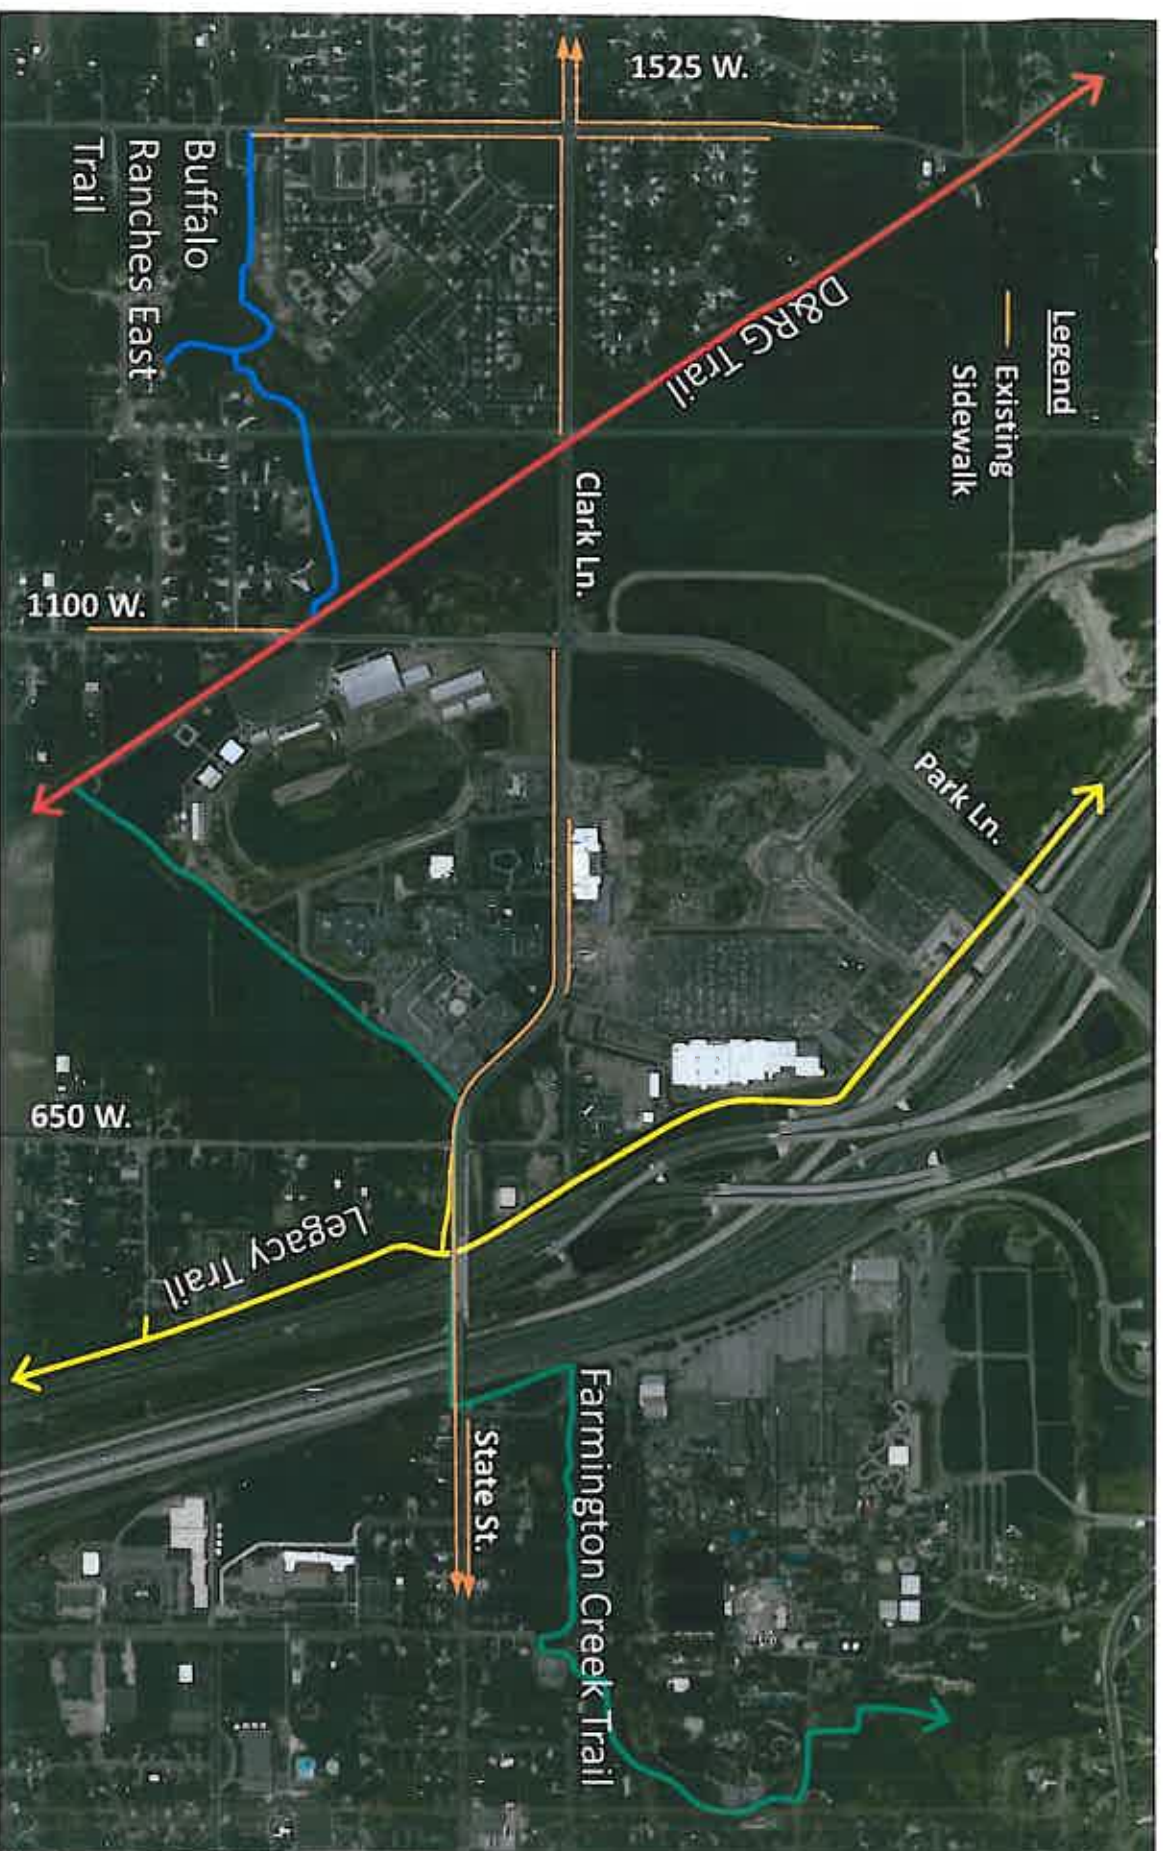 Legend
Existing
Sidewalk
1525 W.
D&RG Trail
Buffalo
Ranches East
Trail
Clark Ln.
1100 W.
Park Ln.
650 W.
Legacy Trail
State St.
Farmington Creek Trail